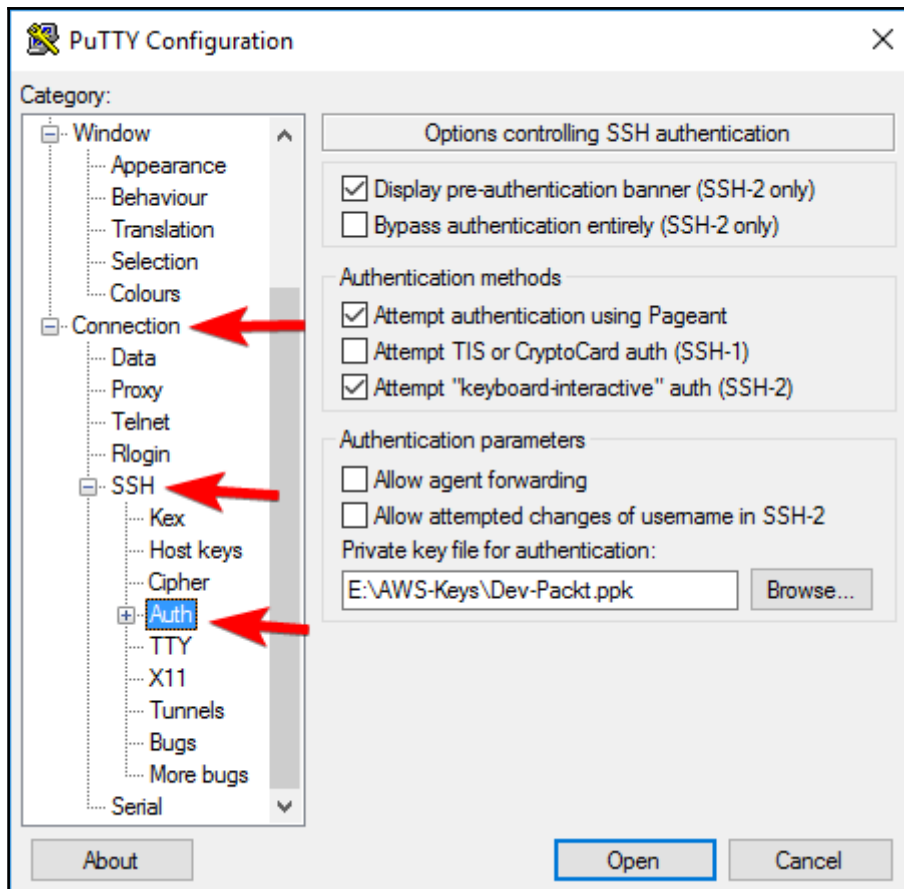 PuTTY Configuration
Category:
Window
Appearance
Behaviour
Translation
Selection
Colours
Connection
Data
Proxy
Telnet
Rlogin
SSH
Kex
Host keys
Cipher
Auth
TTY
X11
Tunnels
Bugs
More bugs
Serial
Options controlling SSH authentication
Display pre-authentication banner (SSH-2 only)
Bypass authentication entirely (SSH-2 only)
Authentication methods
Attempt authentication using Pageant
Attempt TIS or CryptoCard auth (SSH-1)
Attempt "keyboard-interactive" auth (SSH-2)
Authentication parameters
Allow agent forwarding
Allow attempted changes of username in SSH-2
Private key file for authentication:
E:\AWS-Keys\Dev-Packt.ppk
Browse...
About
Open
Cancel